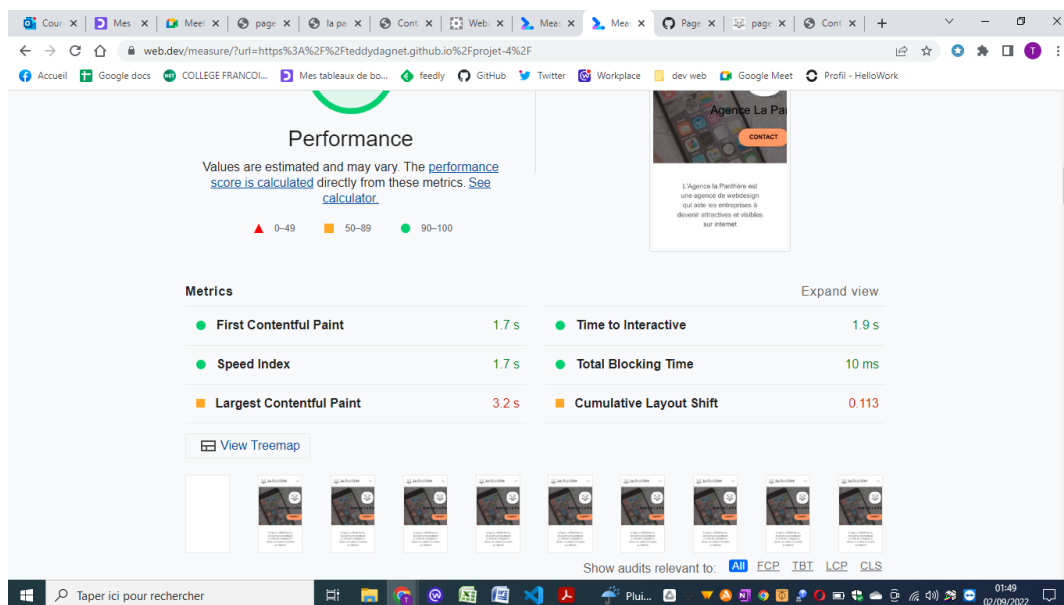 Cour
Mes
Meet
page
la pa
Cont
Web
Meas
Meas
Page
page
Cont
web.dev/measure/?url=https%3A%2F%2Fteddydagnet.github.io%2Fprojet-4%2F
T
Accueil
Google docs
COLLEGE FRANCOI...
Mes tableaux de bo...
feedly
GitHub
Twitter
Workplace
dev web
Google Meet
Profil - HelloWork
Performance
Values are estimated and may vary. The performance
score is calculated directly from these metrics. See
calculator.
0–49
50–89
90–100
Agence La Pa
CONTACT
L'Agence la Panthère est
une agence de webdesign
qui aide les entreprises à
devenir attractives et visibles
sur internet
Metrics
Expand view
First Contentful Paint
1.7 s
Time to Interactive
1.9 s
Speed Index
1.7 s
Total Blocking Time
10 ms
Largest Contentful Paint
3.2 s
Cumulative Layout Shift
0.113
View Treemap
Show audits relevant to: All FCP TBT LCP CLS
Taper ici pour rechercher
Plui...
01:49
02/09/2022